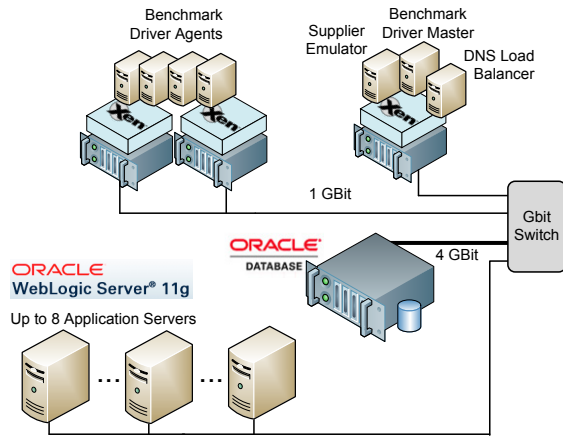 Benchmark
Driver Agents
Supplier
Emulator
Benchmark
Driver Master
DNS Load
Balancer
Xen
Xen
Xen
1 GBit
Gbit
Switch
ORACLE®
DATABASE
4 GBit
ORACLE
WebLogic Server® 11g
Up to 8 Application Servers
... ...